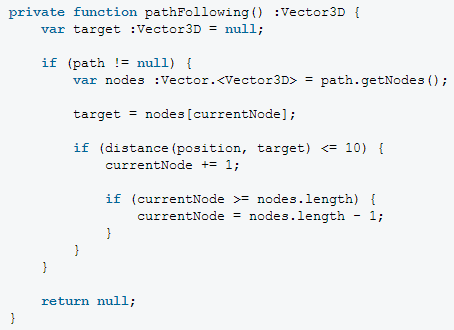 private function pathFollowing() :Vector3D {
    var target :Vector3D = null;

    if (path != null) {
        var nodes :Vector.<Vector3D> = path.getNodes();

        target = nodes[currentNode];

        if (distance(position, target) <= 10) {
            currentNode += 1;

            if (currentNode >= nodes.length) {
                currentNode = nodes.length - 1;
            }
        }
    }

    return null;
}